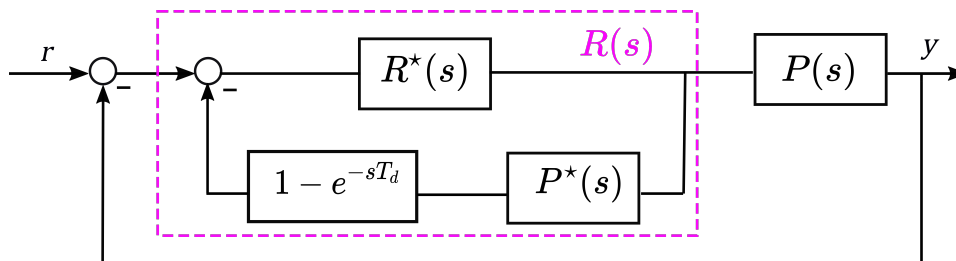 r
R(s)
y
R⋆(s)
P(s)
−
−
1 − e^{−sT_d}
P⋆(s)